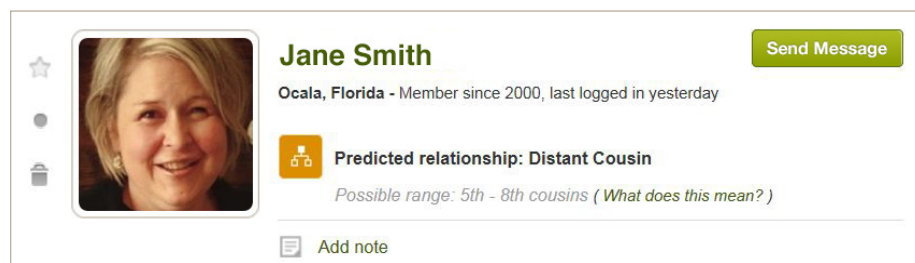 Jane Smith
Send Message
Ocala, Florida - Member since 2000, last logged in yesterday
Predicted relationship: Distant Cousin
Possible range: 5th - 8th cousins ( What does this mean? )
Add note